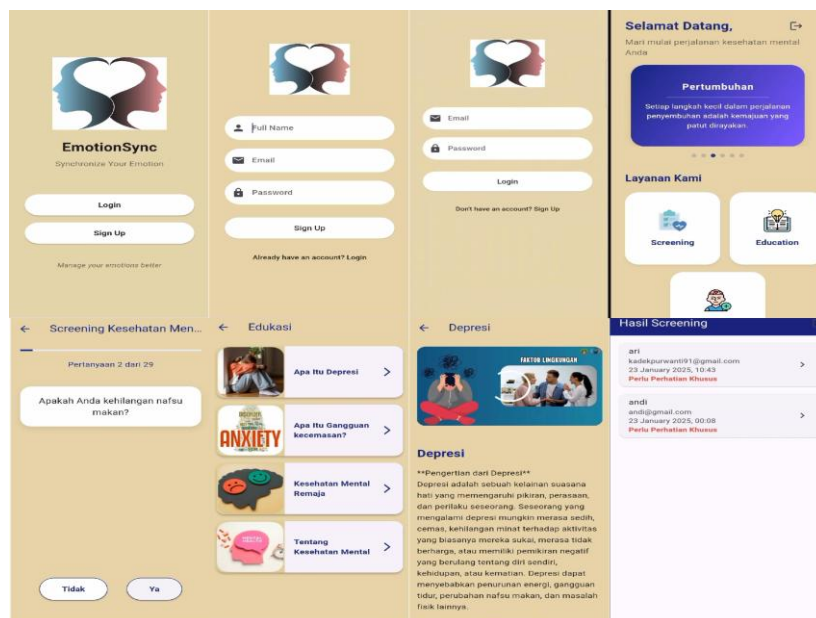 EmotionSync
Synchronize Your Emotion
Login
Sign Up
Manage your emotions better
Full Name
Email
Password
Sign Up
Already have an account? Login
Email
Password
Login
Don't have an account? Sign Up
Selamat Datang,
Mari mulai perjalanan kesehatan mental
Anda
Pertumbuhan
Setiap langkah kecil dalam perjalanan
penyembuhan adalah kemajuan yang
patut dirayakan.
Layanan Kami
Screening
Education
Screening Kesehatan Men...
Pertanyaan 2 dari 29
Apakah Anda kehilangan nafsu
makan?
Tidak
Ya
Edukasi
Apa Itu Depresi
ANXIETY
Apa Itu Gangguan
kecemasan?
Kesehatan Mental
Remaja
Tentang
Kesehatan Mental
Depresi
FAKTOR LINGKUNGAN
Depresi
**Pengertian dari Depresi**
Depresi adalah sebuah kelainan suasana
hati yang memengaruhi pikiran, perasaan,
dan perilaku seseorang. Seseorang yang
mengalami depresi mungkin merasa sedih,
cemas, kehilangan minat terhadap aktivitas
yang biasanya mereka sukai, merasa tidak
berharga, atau memiliki pemikiran negatif
yang berulang tentang diri sendiri,
kehidupan, atau kematian. Depresi dapat
menyebabkan penurunan energi, gangguan
tidur, perubahan nafsu makan, dan masalah
fisik lainnya.
Hasil Screening
ari
kadekpurwanti91@gmail.com
23 January 2025, 10:43
Perlu Perhatian Khusus
andi
andi@gmail.com
23 January 2025, 00:08
Perlu Perhatian Khusus